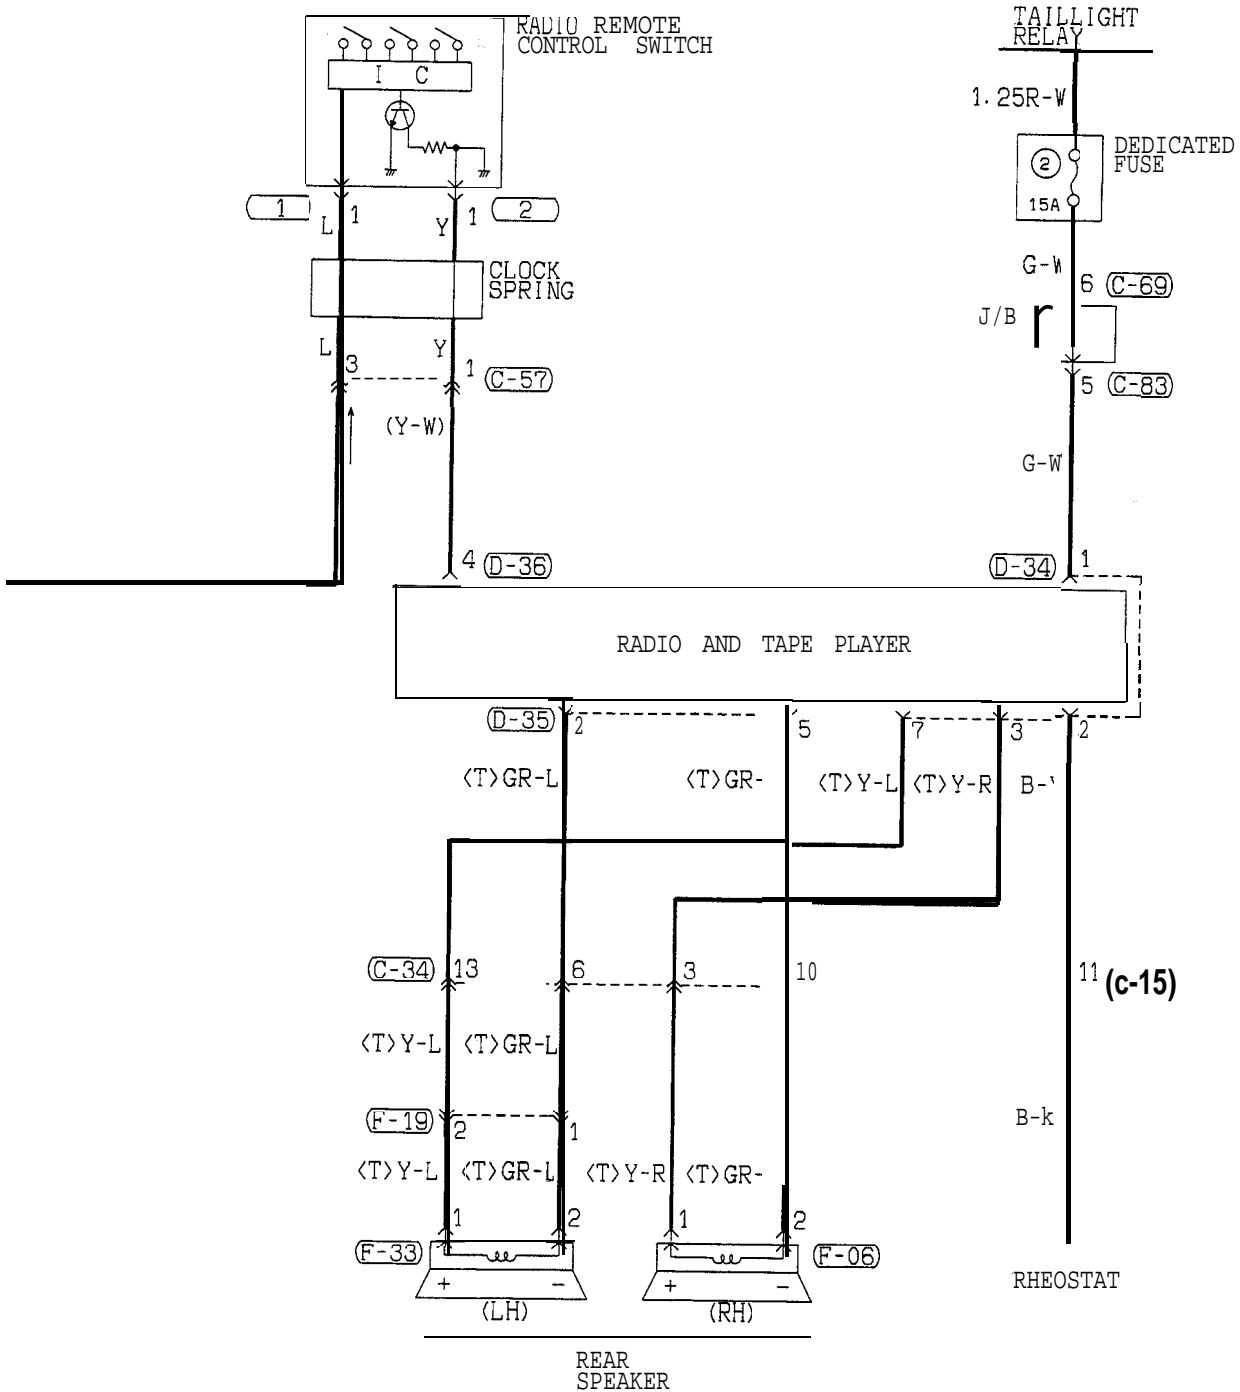 RADIO REMOTE
CONTROL SWITCH
TAILLIGHT
RELAY
I C
1.25R-W
DEDICATED
FUSE
2
15A
1
1
1
2
L
Y
G-W
CLOCK
SPRING
6
C-69
J/B
L
Y
3
1
C-57
5
C-83
(Y-W)
G-W
4
D-36
D-34
1
RADIO AND TAPE PLAYER
D-35
2
5
7
3
2
<T>GR-L
<T>GR-
<T>Y-L
<T>Y-R
B-
C-34
13
6
3
10
11
(c-15)
<T>Y-L
<T>GR-L
F-19
2
1
B-k
<T>Y-L
<T>GR-L
<T>Y-R
<T>GR-
1
2
1
2
F-33
F-06
+
-
+
-
RHEOSTAT
(LH)
(RH)
REAR
SPEAKER